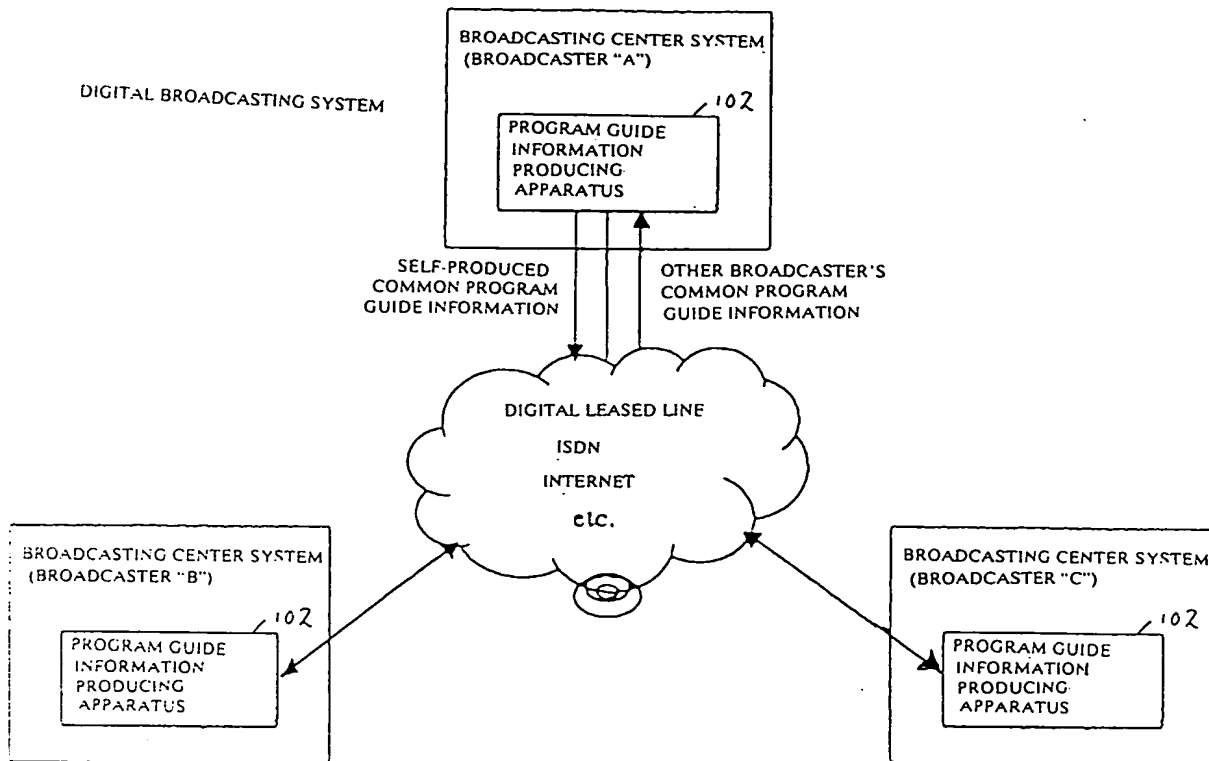 BROADCASTING CENTER SYSTEM
(BROADCASTER "A")
DIGITAL BROADCASTING SYSTEM
102
PROGRAM GUIDE
INFORMATION
PRODUCING
APPARATUS
SELF-PRODUCED
COMMON PROGRAM
GUIDE INFORMATION
OTHER BROADCASTER'S
COMMON PROGRAM
GUIDE INFORMATION
DIGITAL LEASED LINE
ISDN
INTERNET
etc.
BROADCASTING CENTER SYSTEM
(BROADCASTER "B")
102
PROGRAM GUIDE
INFORMATION
PRODUCING
APPARATUS
BROADCASTING CENTER SYSTEM
(BROADCASTER "C")
102
PROGRAM GUIDE
INFORMATION
PRODUCING
APPARATUS